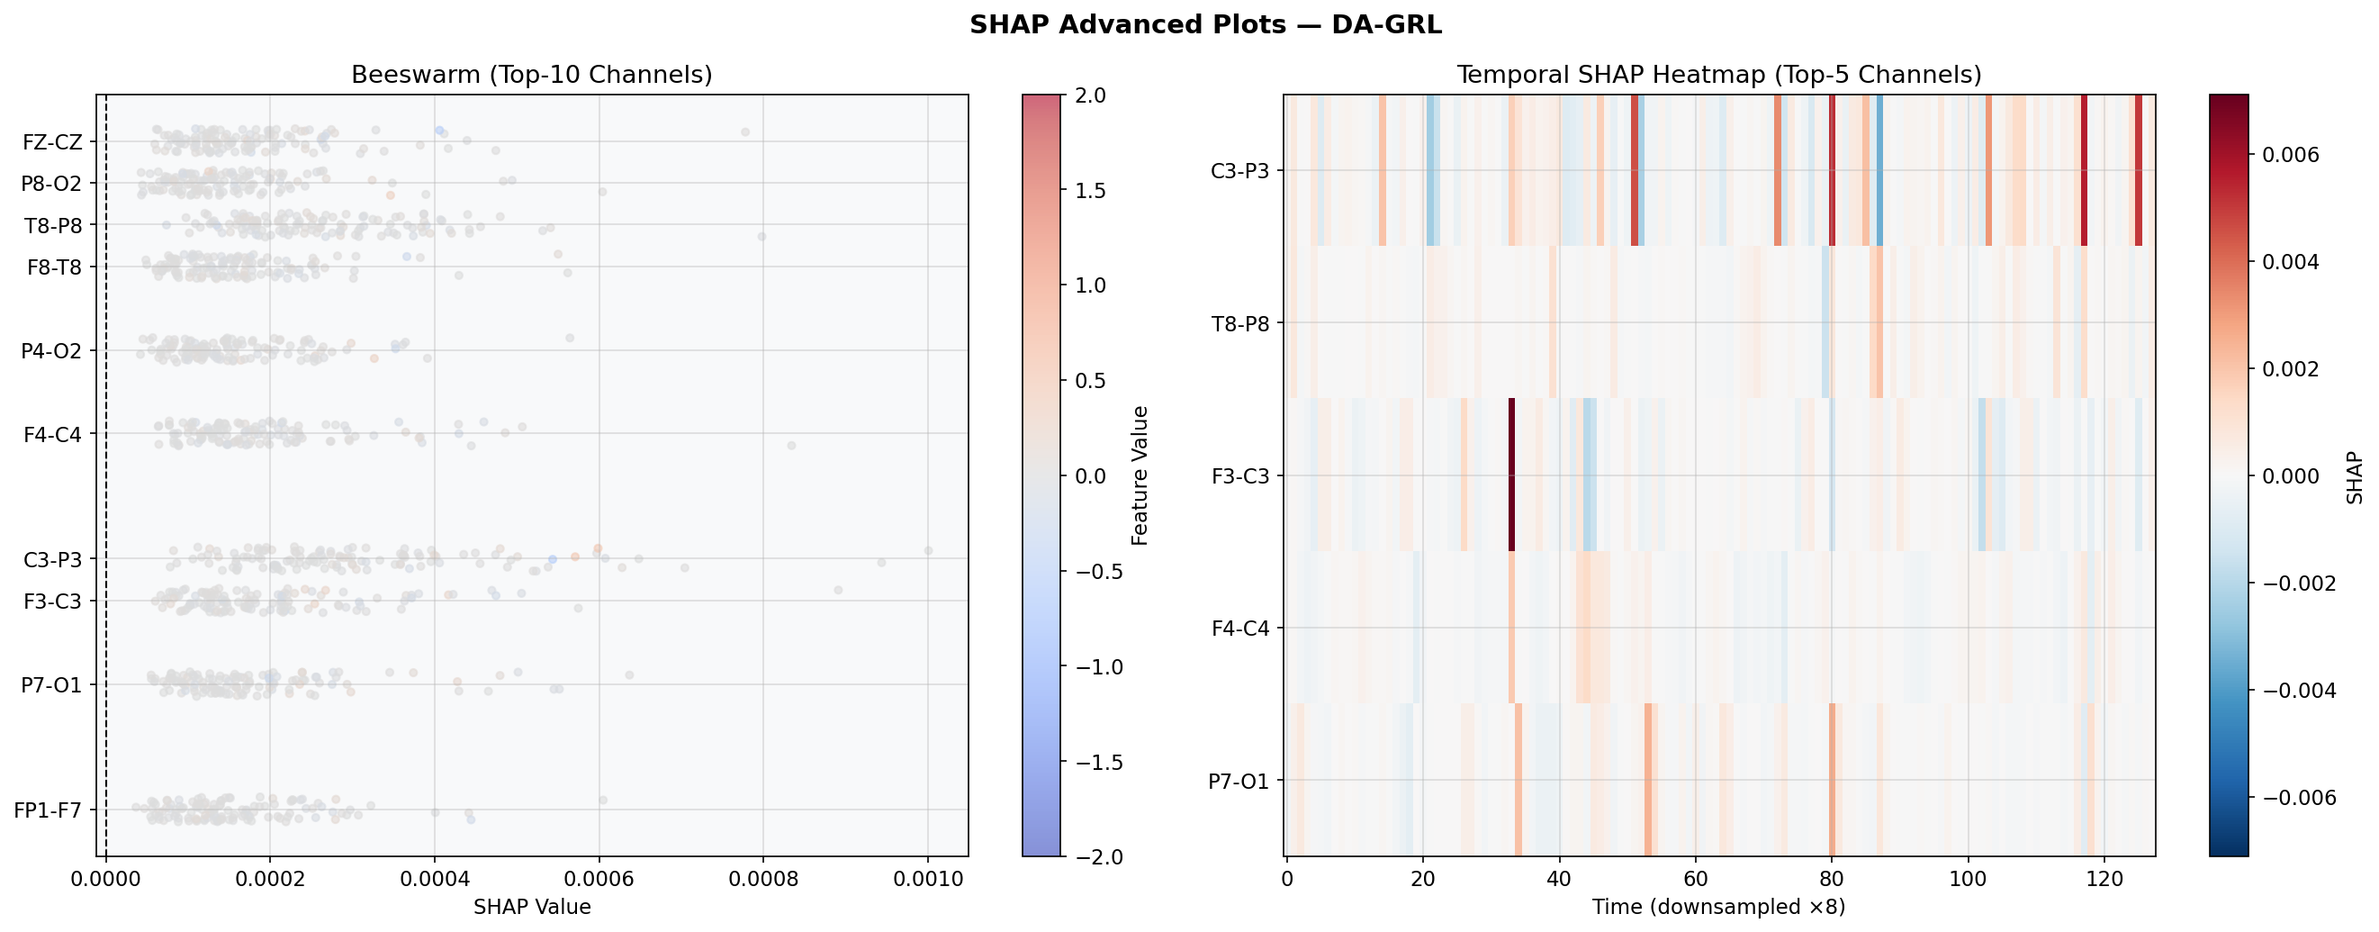 SHAP Advanced Plots — DA-GRL
Beeswarm (Top-10 Channels)
FZ-CZ
P8-O2
T8-P8
F8-T8
P4-O2
F4-C4
C3-P3
F3-C3
P7-O1
FP1-F7
0.0000 0.0002 0.0004 0.0006 0.0008 0.0010
SHAP Value
2.0
1.5
1.0
0.5
0.0
−0.5
−1.0
−1.5
−2.0
Feature Value
Temporal SHAP Heatmap (Top-5 Channels)
C3-P3
T8-P8
F3-C3
F4-C4
P7-O1
0 20 40 60 80 100 120
Time (downsampled ×8)
0.006
0.004
0.002
0.000
−0.002
−0.004
−0.006
SHAP